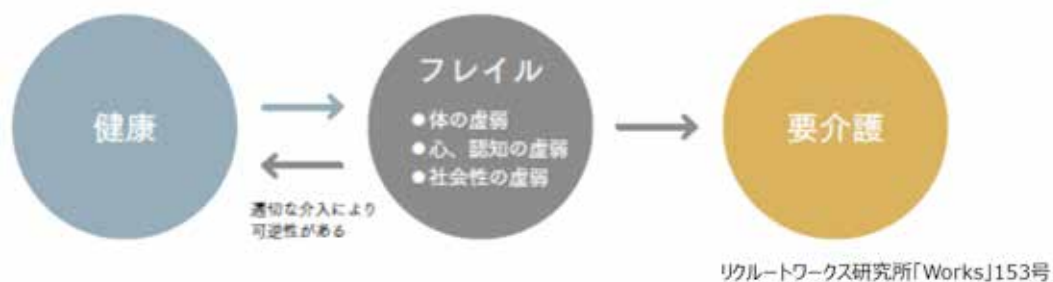 健康
フレイル
●体の虚弱
●心、認知の虚弱
●社会性の虚弱
要介護
適切な介入により
可逆性がある
リクルートワークス研究所「Works」153号